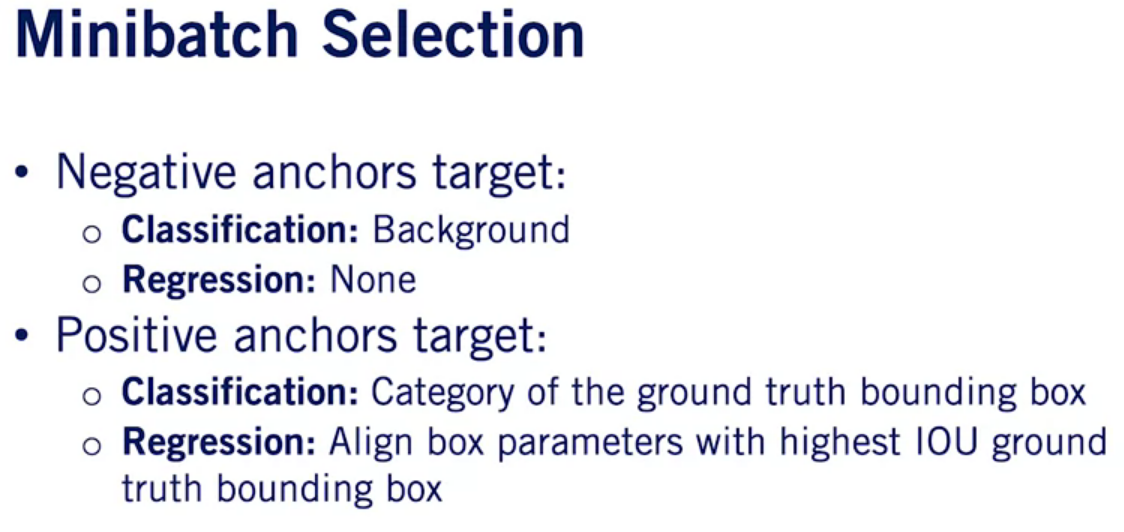 Minibatch Selection
• Negative anchors target:
o Classification: Background
o Regression: None
• Positive anchors target:
o Classification: Category of the ground truth bounding box
o Regression: Align box parameters with highest IOU ground
truth bounding box